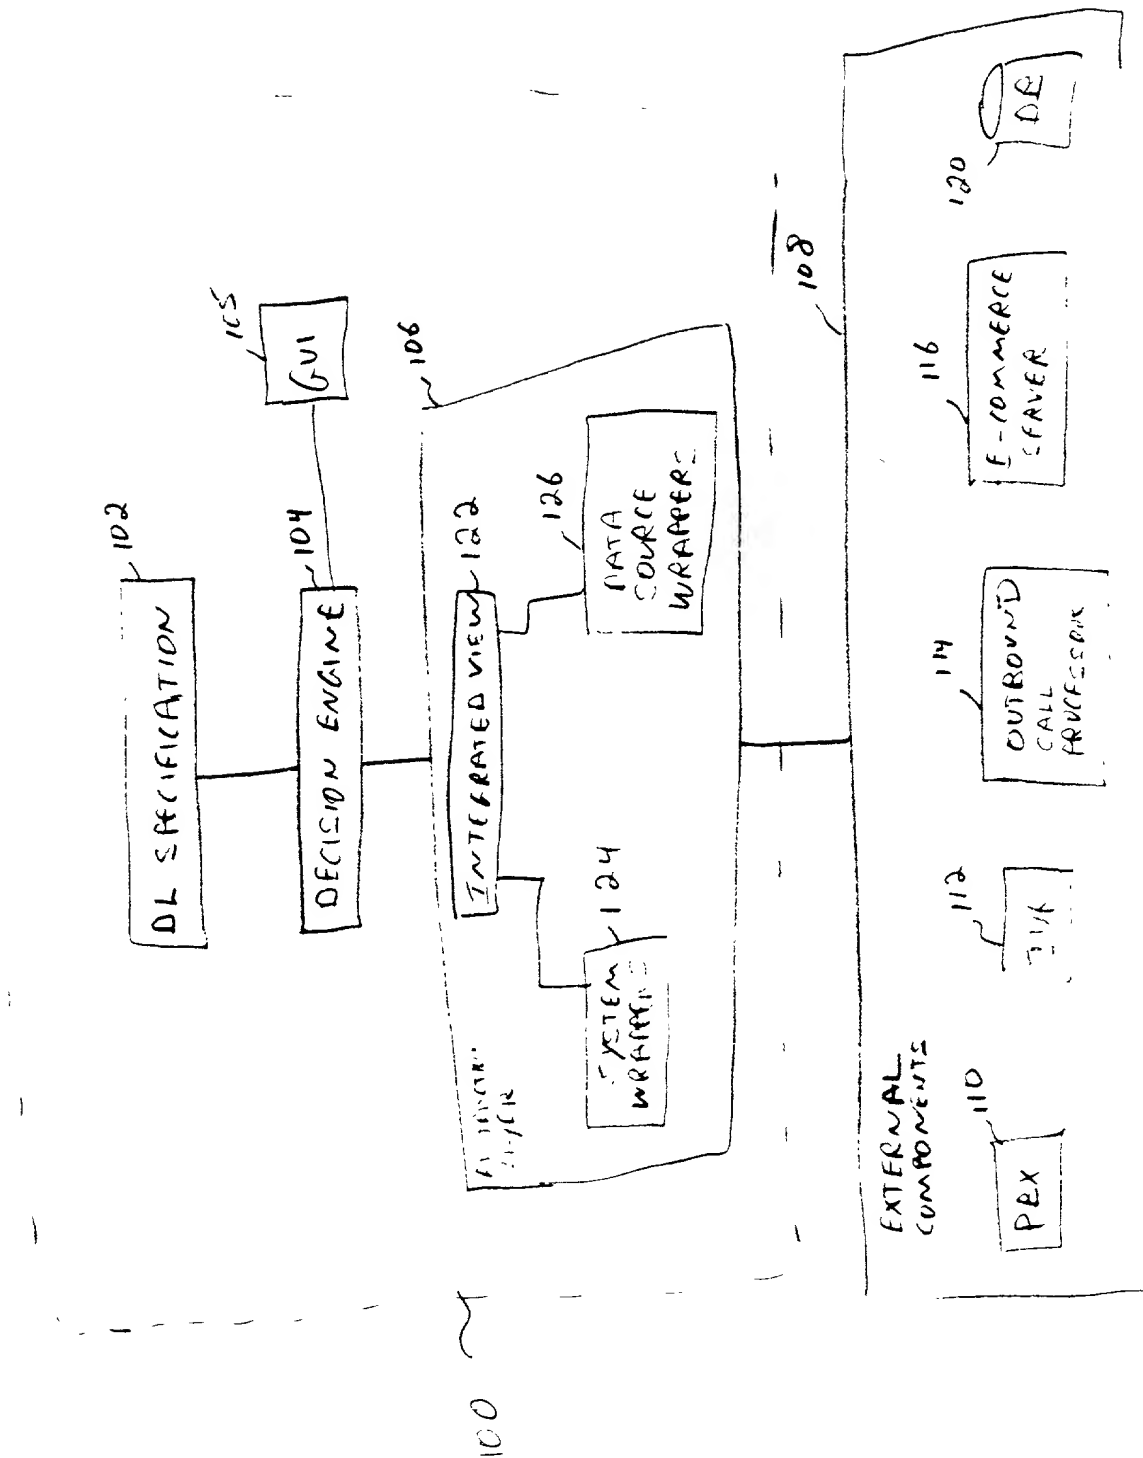 102
DL SPECIFICATION
105
GUI
104
DECISION ENGINE
106
INTEGRATED VIEW
122
126
DATA
SOURCE
WRAPPERS
124
SYSTEM
WRAPPERS
100
108
EXTERNAL
COMPONENTS
110
PBX
112
114
OUTBOUND
CALL
PROCESSOR
116
E-COMMERCE
SERVER
120
DB